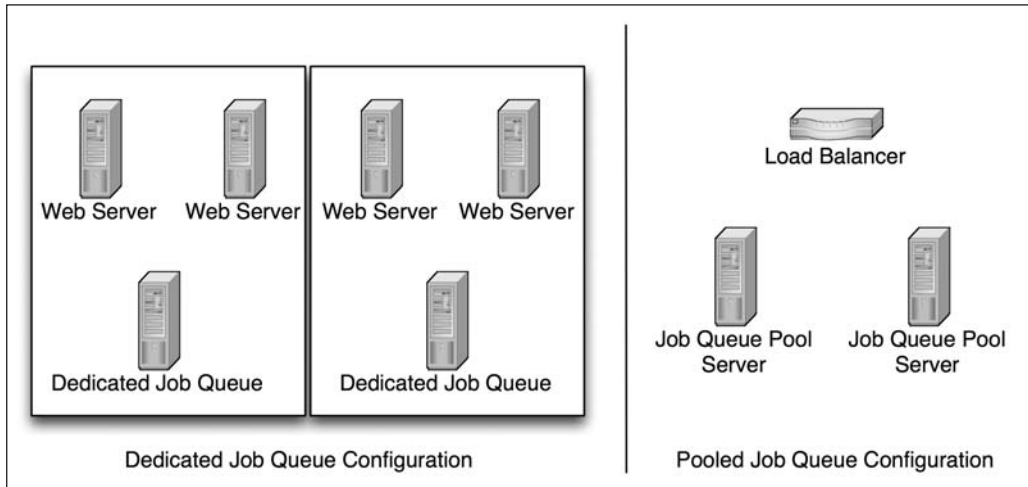 Web Server
Web Server
Dedicated Job Queue
Web Server
Web Server
Dedicated Job Queue
Dedicated Job Queue Configuration
Load Balancer
Job Queue Pool
Server
Job Queue Pool
Server
Pooled Job Queue Configuration